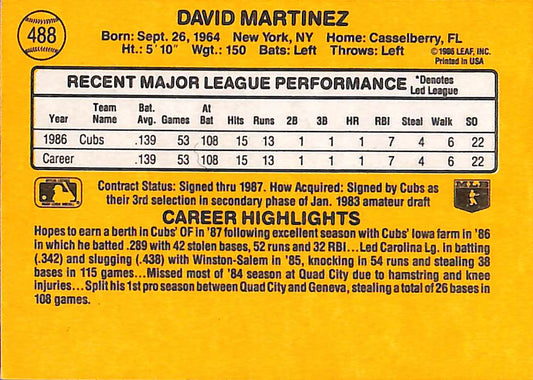 488
DAVID MARTINEZ
Born: Sept. 26, 1964 New York, NY Home: Casselberry, FL
Ht.: 5'10" Wgt.: 150 Bats: Left Throws: Left
©1986 LEAF, INC.
Printed in USA
RECENT MAJOR LEAGUE PERFORMANCE *Denotes Led League
Year Team Name Bat. Avg. Games At Bat Hits Runs 2B 3B HR RBI Steal Walk SO
1986 Cubs .139 53 108 15 13 1 1 1 7 4 6 22
Career .139 53 108 15 13 1 1 1 7 4 6 22
Contract Status: Signed thru 1987. How Acquired: Signed by Cubs as
their 3rd selection in secondary phase of Jan. 1983 amateur draft
CAREER HIGHLIGHTS
Hopes to earn a berth in Cubs' OF in '87 following excellent season with Cubs' Iowa farm in '86
in which he batted .289 with 42 stolen bases, 52 runs and 32 RBI...Led Carolina Lg. in batting
(.342) and slugging (.438) with Winston-Salem in '85, knocking in 54 runs and stealing 38
bases in 115 games...Missed most of '84 season at Quad City due to hamstring and knee
injuries...Split his 1st pro season between Quad City and Geneva, stealing a total of 26 bases in
108 games.